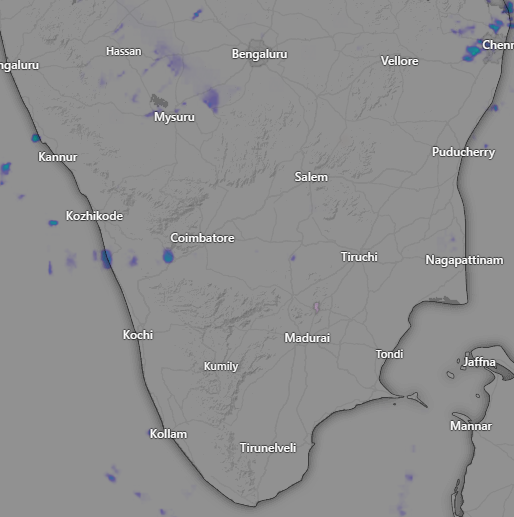 Hassan
Bengaluru
Vellore
Chenn
ngaluru
Mysuru
Kannur
Puducherry
Salem
Kozhikode
Coimbatore
Tiruchi
Nagapattinam
Kochi
Madurai
Tondi
Jaffna
Kumily
Mannar
Kollam
Tirunelveli